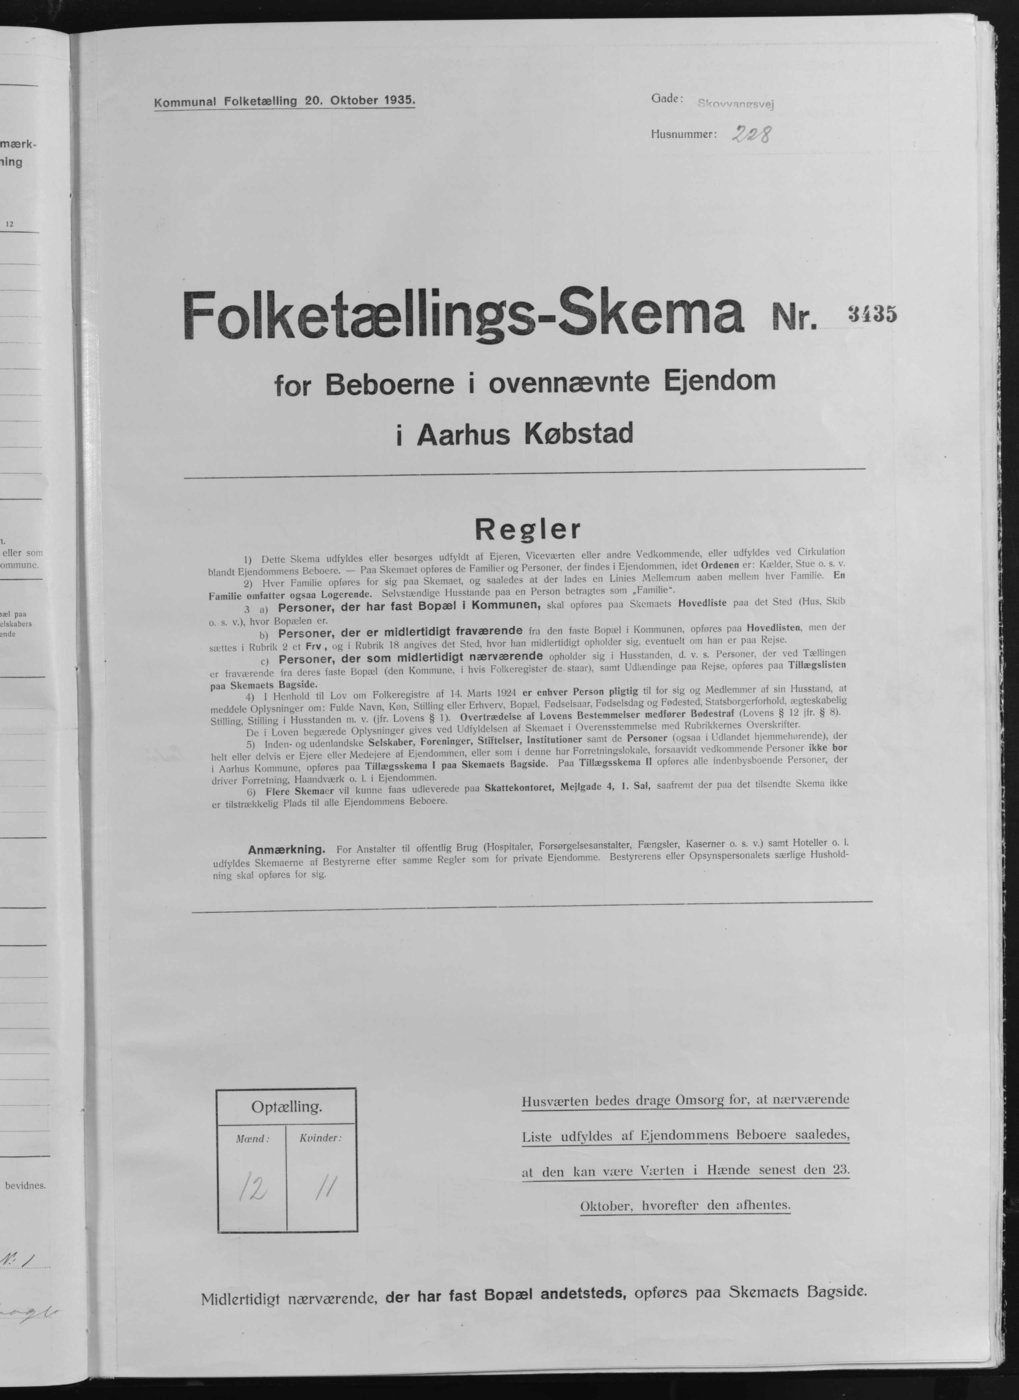 Kommunal Folketælling 20. Oktober 1935.
Gade: Skovvangsvej
Husnummer: 228
Folketællings-Skema Nr. 3435
for Beboerne i ovennævnte Ejendom
i Aarhus Købstad
Regler
1) Dette Skema udfyldes eller besørges udfyldt af Ejeren, Viceværten eller andre Vedkommende, eller udfyldes ved Cirkulation
blandt Ejendommens Beboere. — Paa Skemaet opføres de Familier og Personer, der findes i Ejendommen, idet Ordenen er: Kælder, Stue o. s. v.
2) Hver Familie opføres for sig paa Skemaet, og saaledes at der lades en Linies Mellemrum aaben mellem hver Familie. En
Familie omfatter ogsaa Logerende. Selvstændige Husstande paa en Person betragtes som „Familie“.
3 a) Personer, der har fast Bopæl i Kommunen, skal opføres paa Skemaets Hovedliste paa det Sted (Hus, Skib
o. s. v.), hvor Bopælen er.
b) Personer, der er midlertidigt fraværende fra den faste Bopæl i Kommunen, opføres paa Hovedlisten, men der
sættes i Rubrik 2 et Frv, og i Rubrik 18 angives det Sted, hvor han midlertidigt opholder sig, eventuelt om han er paa Rejse.
c) Personer, der som midlertidigt nærværende opholder sig i Husstanden, d. v. s. Personer, der ved Tællingen
er fraværende fra deres faste Bopæl (den Kommune, i hvis Folkeregister de staar), samt Udlændinge paa Rejse, opføres paa Tillægslisten
paa Skemaets Bagside.
4) I Henhold til Lov om Folkeregistre af 14. Marts 1924 er enhver Person pligtig til for sig og Medlemmer af sin Husstand, at
meddele Oplysninger om: Fulde Navn, Køn, Stilling eller Erhverv, Bopæl, Fødselsaar, Fødselsdag og Fødested, Statsborgerforhold, ægteskabelig
Stilling, Stilling i Husstanden m. v. (jfr. Lovens § 1). Overtrædelse af Lovens Bestemmelser medfører Bødestraf (Lovens § 12 jfr. § 8).
De i Loven begærede Oplysninger gives ved Udfyldelsen af Skemaet i Overensstemmelse med Rubrikkernes Overskrifter.
5) Inden- og udenlandske Selskaber, Foreninger, Stiftelser, Institutioner samt de Personer (ogsaa i Udlandet hjemmehørende), der
helt eller delvis er Ejere eller Medejere af Ejendommen, eller som i denne har Forretningslokale, forsaavidt vedkommende Personer ikke bor
i Aarhus Kommune, opføres paa Tillægsskema I paa Skemaets Bagside. Paa Tillægsskema II opføres alle indenbysboende Personer, der
driver Forretning, Haandværk o. l. i Ejendommen.
6) Flere Skemaer vil kunne faas udleverede paa Skattekontoret, Mejlgade 4, 1. Sal, saafremt der paa det tilsendte Skema ikke
er tilstrækkelig Plads til alle Ejendommens Beboere.
Anmærkning. For Anstalter til offentlig Brug (Hospitaler, Forsørgelsesanstalter, Fængsler, Kaserner o. s. v.) samt Hoteller o. l.
udfyldes Skemaerne af Bestyrerne efter samme Regler som for private Ejendomme. Bestyrerens eller Opsynspersonalets særlige Hushold-
ning skal opføres for sig.
Optælling.
Mænd: Kvinder:
12 11
Husværten bedes drage Omsorg for, at nærværende
Liste udfyldes af Ejendommens Beboere saaledes,
at den kan være Værten i Hænde senest den 23.
Oktober, hvorefter den afhentes.
Midlertidigt nærværende, der har fast Bopæl andetsteds, opføres paa Skemaets Bagside.
mærk-
ning
12
eller som
ommune.
æl paa
elskabers
ende
bevidnes.